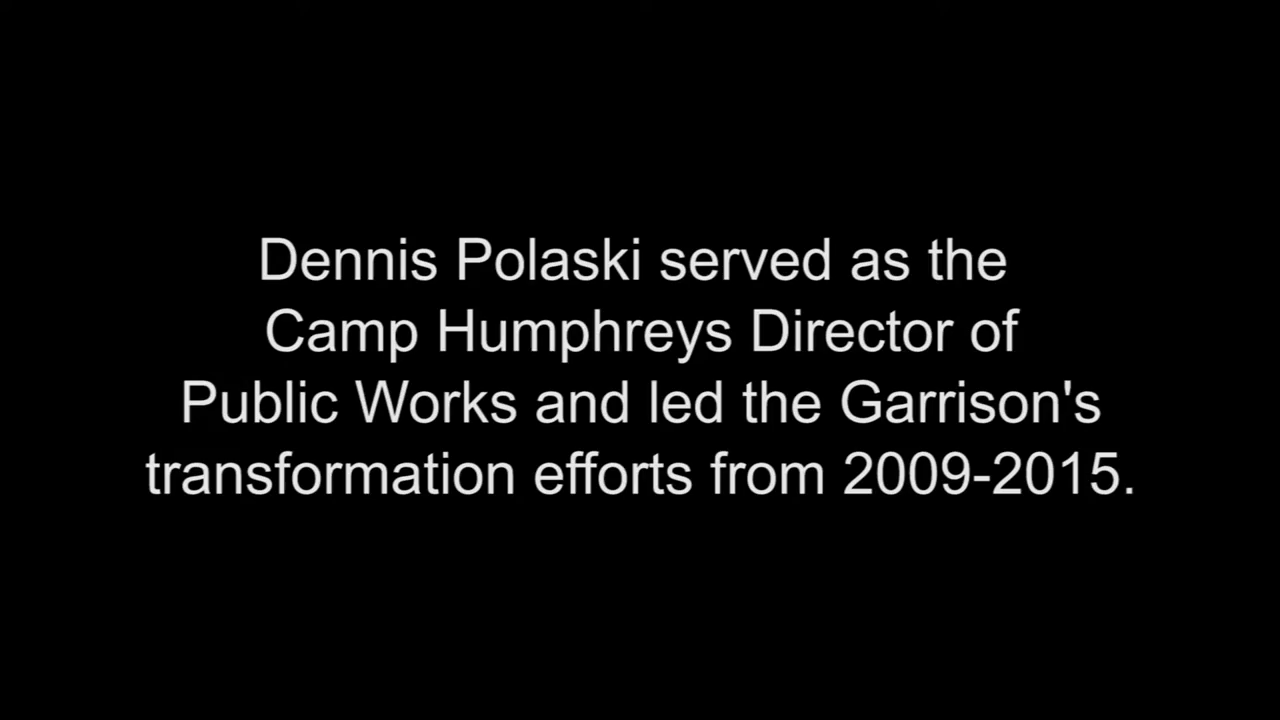 Dennis Polaski served as the
Camp Humphreys Director of
Public Works and led the Garrison's
transformation efforts from 2009-2015.